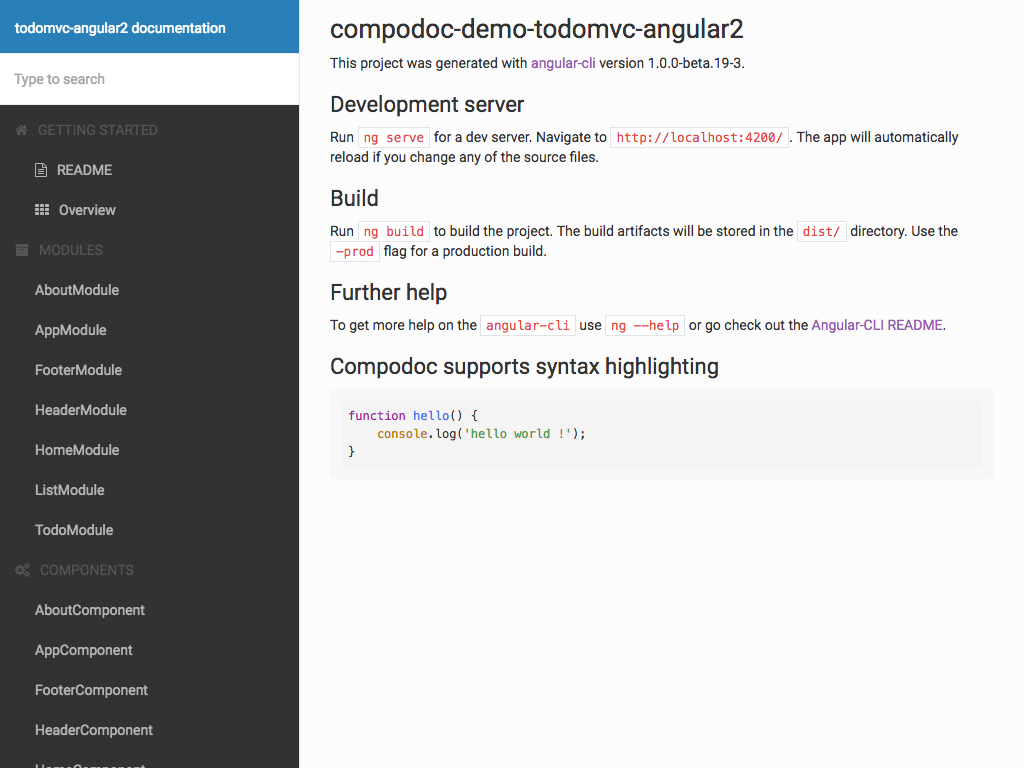 todomvc-angular2 documentation
Type to search
GETTING STARTED
README
Overview
MODULES
AboutModule
AppModule
FooterModule
HeaderModule
HomeModule
ListModule
TodoModule
COMPONENTS
AboutComponent
AppComponent
FooterComponent
HeaderComponent
HomeComponent
compodoc-demo-todomvc-angular2
This project was generated with angular-cli version 1.0.0-beta.19-3.
Development server
Run ng serve for a dev server. Navigate to http://localhost:4200/ . The app will automatically
reload if you change any of the source files.
Build
Run ng build to build the project. The build artifacts will be stored in the dist/ directory. Use the
-prod flag for a production build.
Further help
To get more help on the angular-cli use ng --help or go check out the Angular-CLI README.
Compodoc supports syntax highlighting
function hello() {
    console.log('hello world !');
}